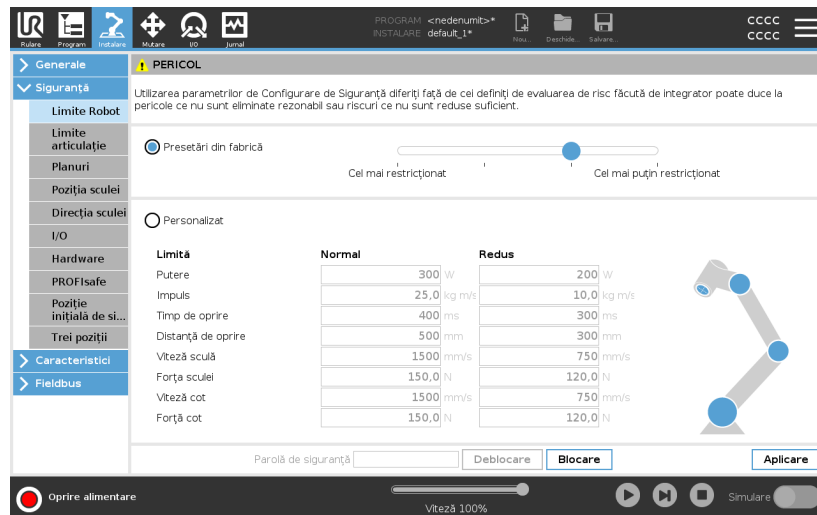 PROGRAM <nedenumit>*
INSTALARE default_1*
Rulare Program Instalare Mutare I/O Jurnal
Nou... Deschide... Salvare...
CCCC
CCCC
Generale
Siguranță
Limite Robot
Limite
articulație
Planuri
Poziția sculei
Direcția sculei
I/O
Hardware
PROFIsafe
Poziție
inițială de si...
Trei poziții
Caracteristici
Fieldbus
PERICOL
Utilizarea parametrilor de Configurare de Siguranță diferiți față de cei definiți de evaluarea de risc făcută de integrator poate duce la
pericole ce nu sunt eliminate rezonabil sau riscuri ce nu sunt reduse suficient.
Presetări din fabrică
Cel mai restricționat Cel mai puțin restricționat
Personalizat
Limită Normal Redus
Putere 300 W 200 W
Impuls 25,0 kg m/s 10,0 kg m/s
Timp de oprire 400 ms 300 ms
Distanță de oprire 500 mm 300 mm
Viteză sculă 1500 mm/s 750 mm/s
Forța sculei 150,0 N 120,0 N
Viteză cot 1500 mm/s 750 mm/s
Forță cot 150,0 N 120,0 N
Parolă de siguranță Deblocare Blocare Aplicare
Oprire alimentare
Viteză 100%
Simulare